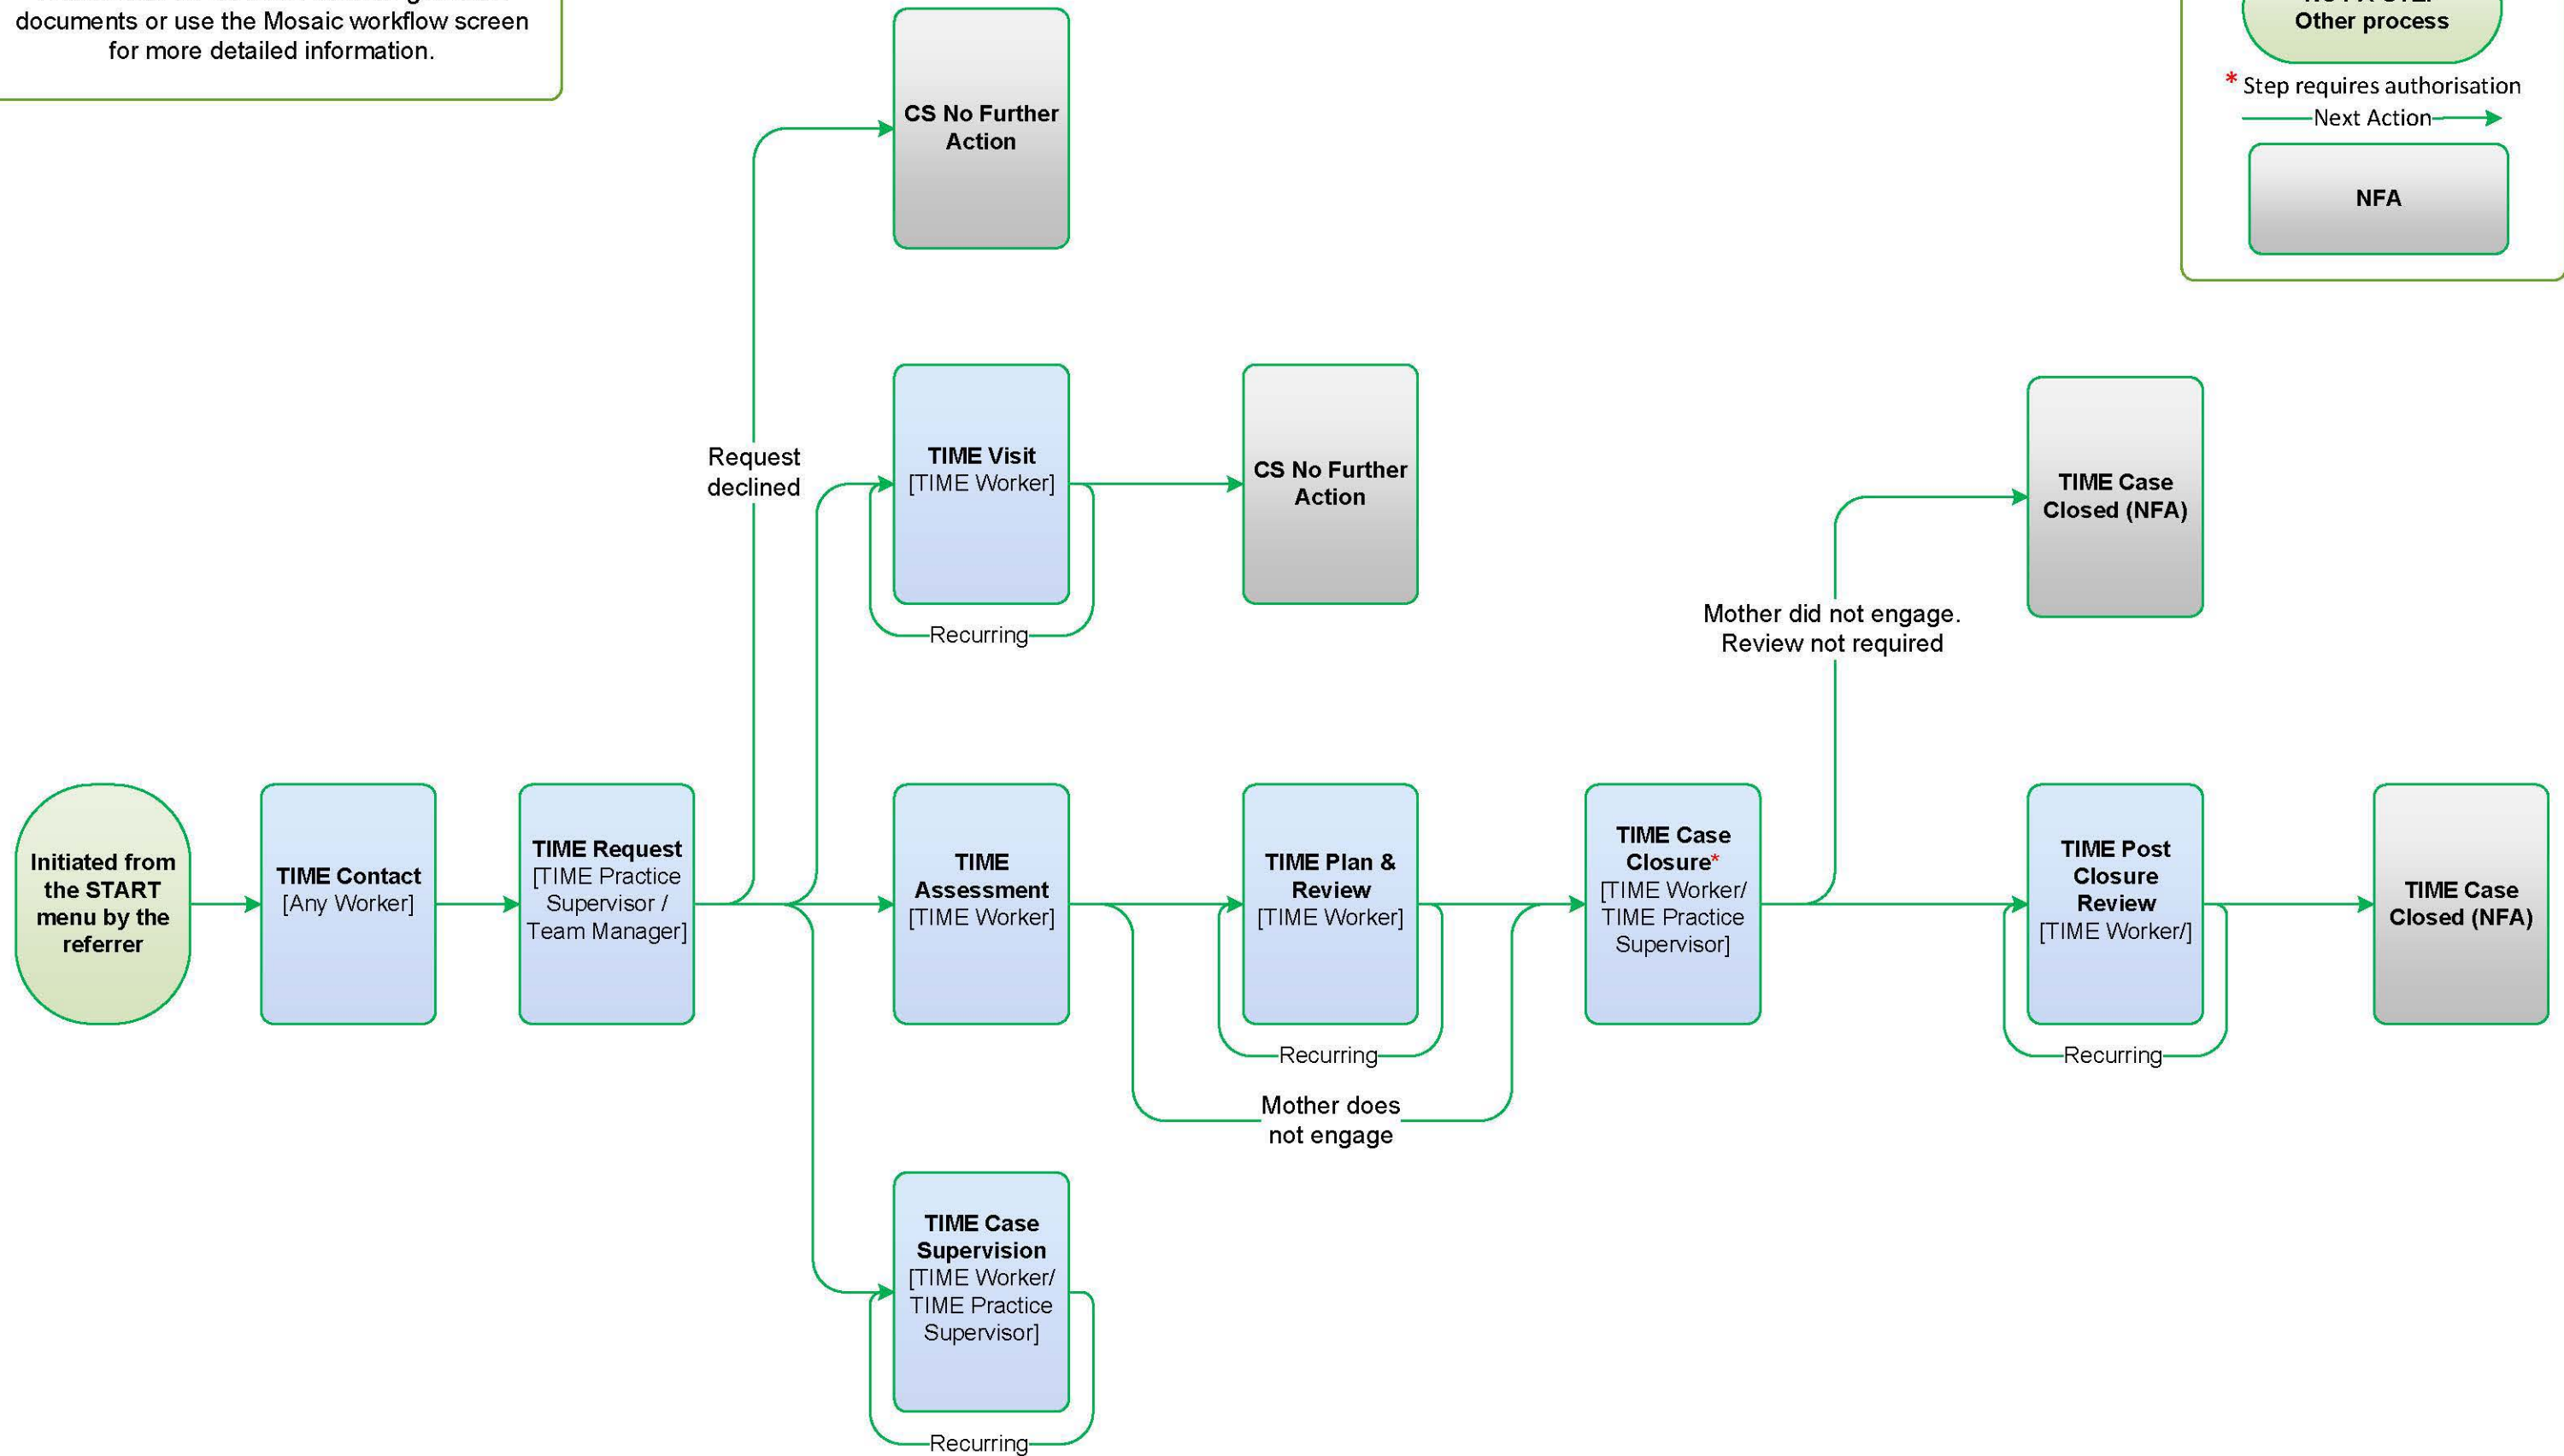 documents or use the Mosaic workflow screen
for more detailed information.
Other process
* Step requires authorisation
Next Action
NFA
CS No Further
Action
Request
declined
TIME Visit
[TIME Worker]
Recurring
CS No Further
Action
Mother did not engage.
Review not required
TIME Case
Closed (NFA)
Initiated from
the START
menu by the
referrer
TIME Contact
[Any Worker]
TIME Request
[TIME Practice
Supervisor /
Team Manager]
TIME
Assessment
[TIME Worker]
TIME Plan &
Review
[TIME Worker]
Recurring
Mother does
not engage
TIME Case
Closure*
[TIME Worker/
TIME Practice
Supervisor]
TIME Post
Closure
Review
[TIME Worker/]
Recurring
TIME Case
Closed (NFA)
TIME Case
Supervision
[TIME Worker/
TIME Practice
Supervisor]
Recurring